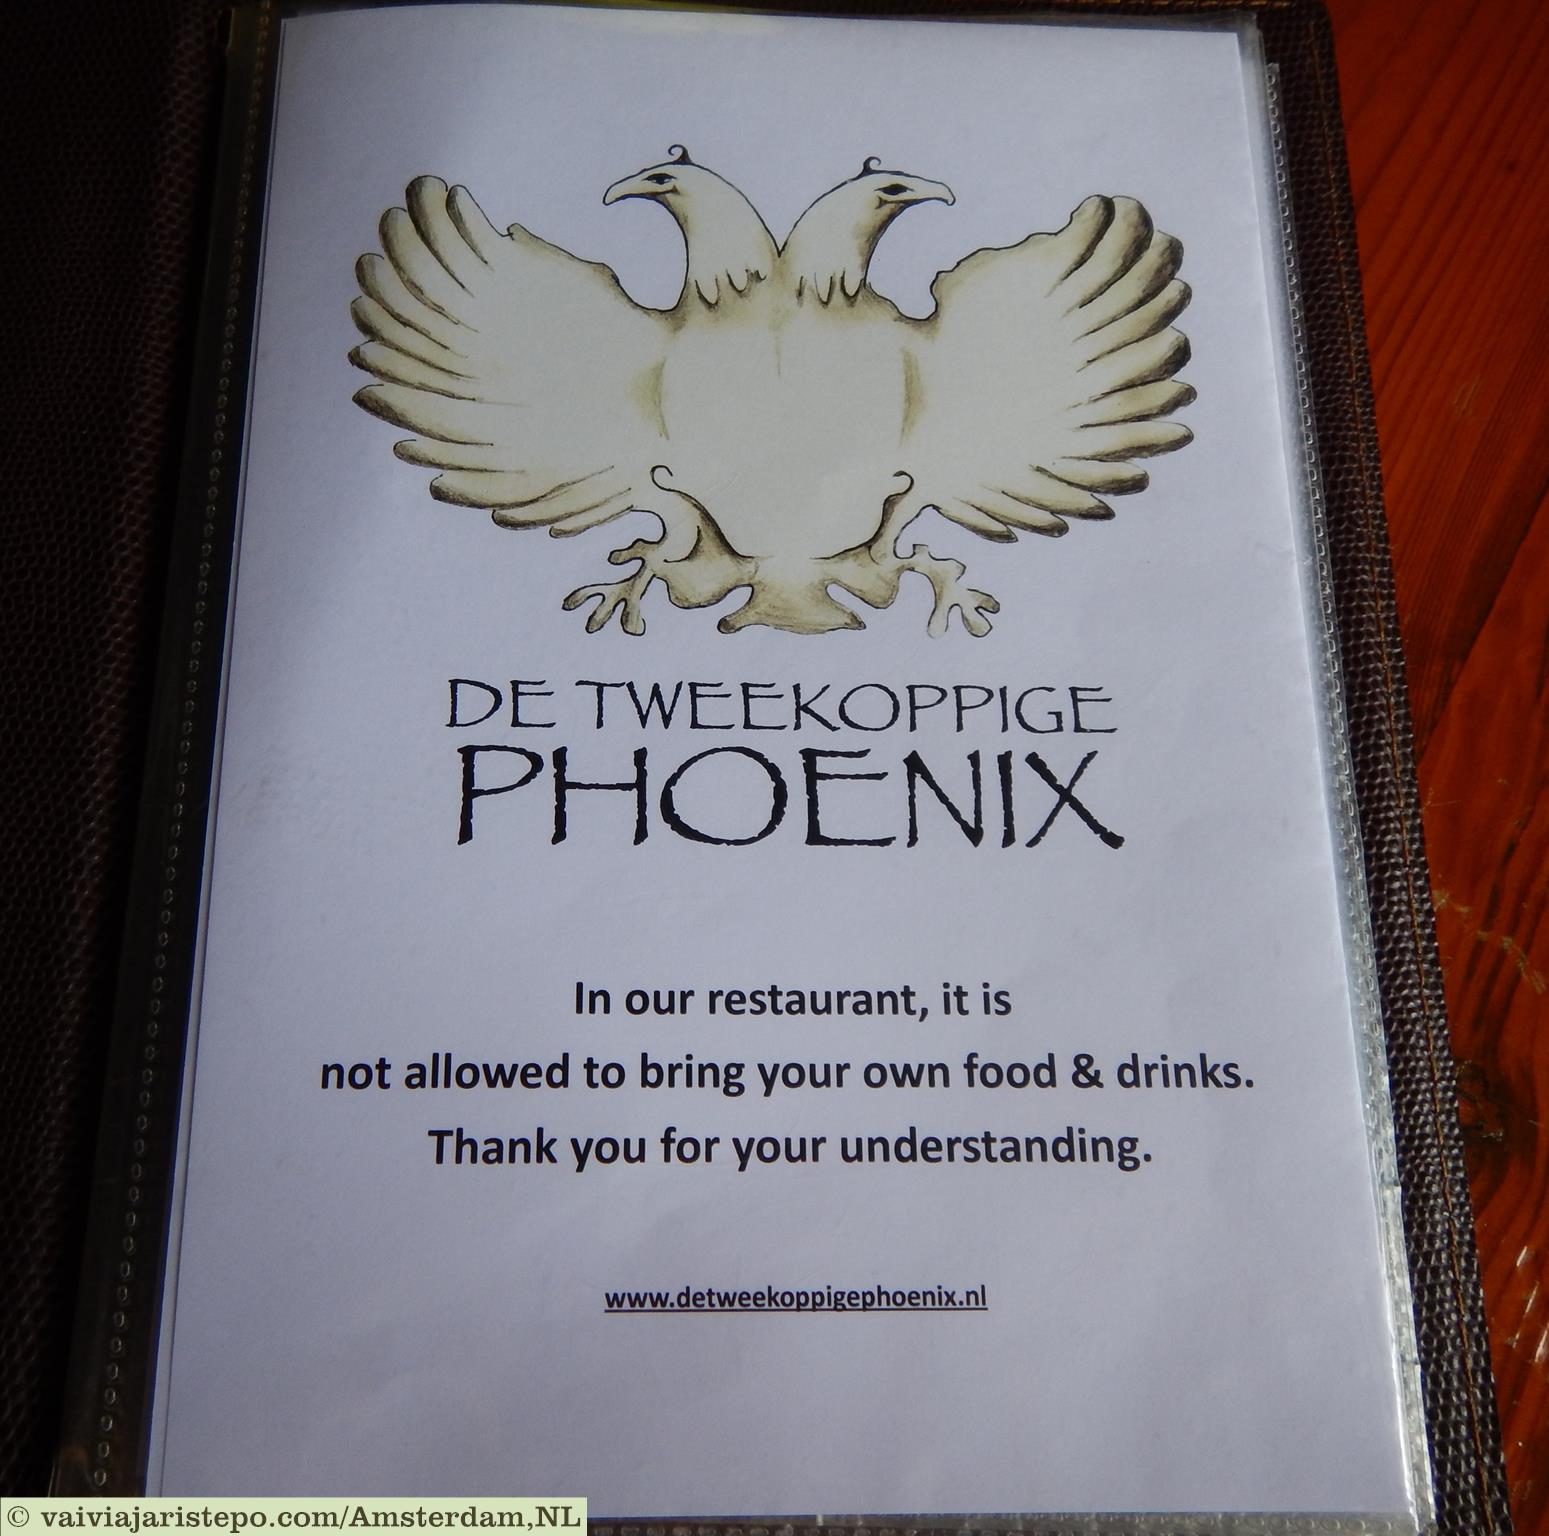 DE TWEEKOPPIGE
PHOENIX
In our restaurant, it is
not allowed to bring your own food & drinks.
Thank you for your understanding.
www.detweekoppigephoenix.nl
© vaiviajaristepo.com/Amsterdam,NL